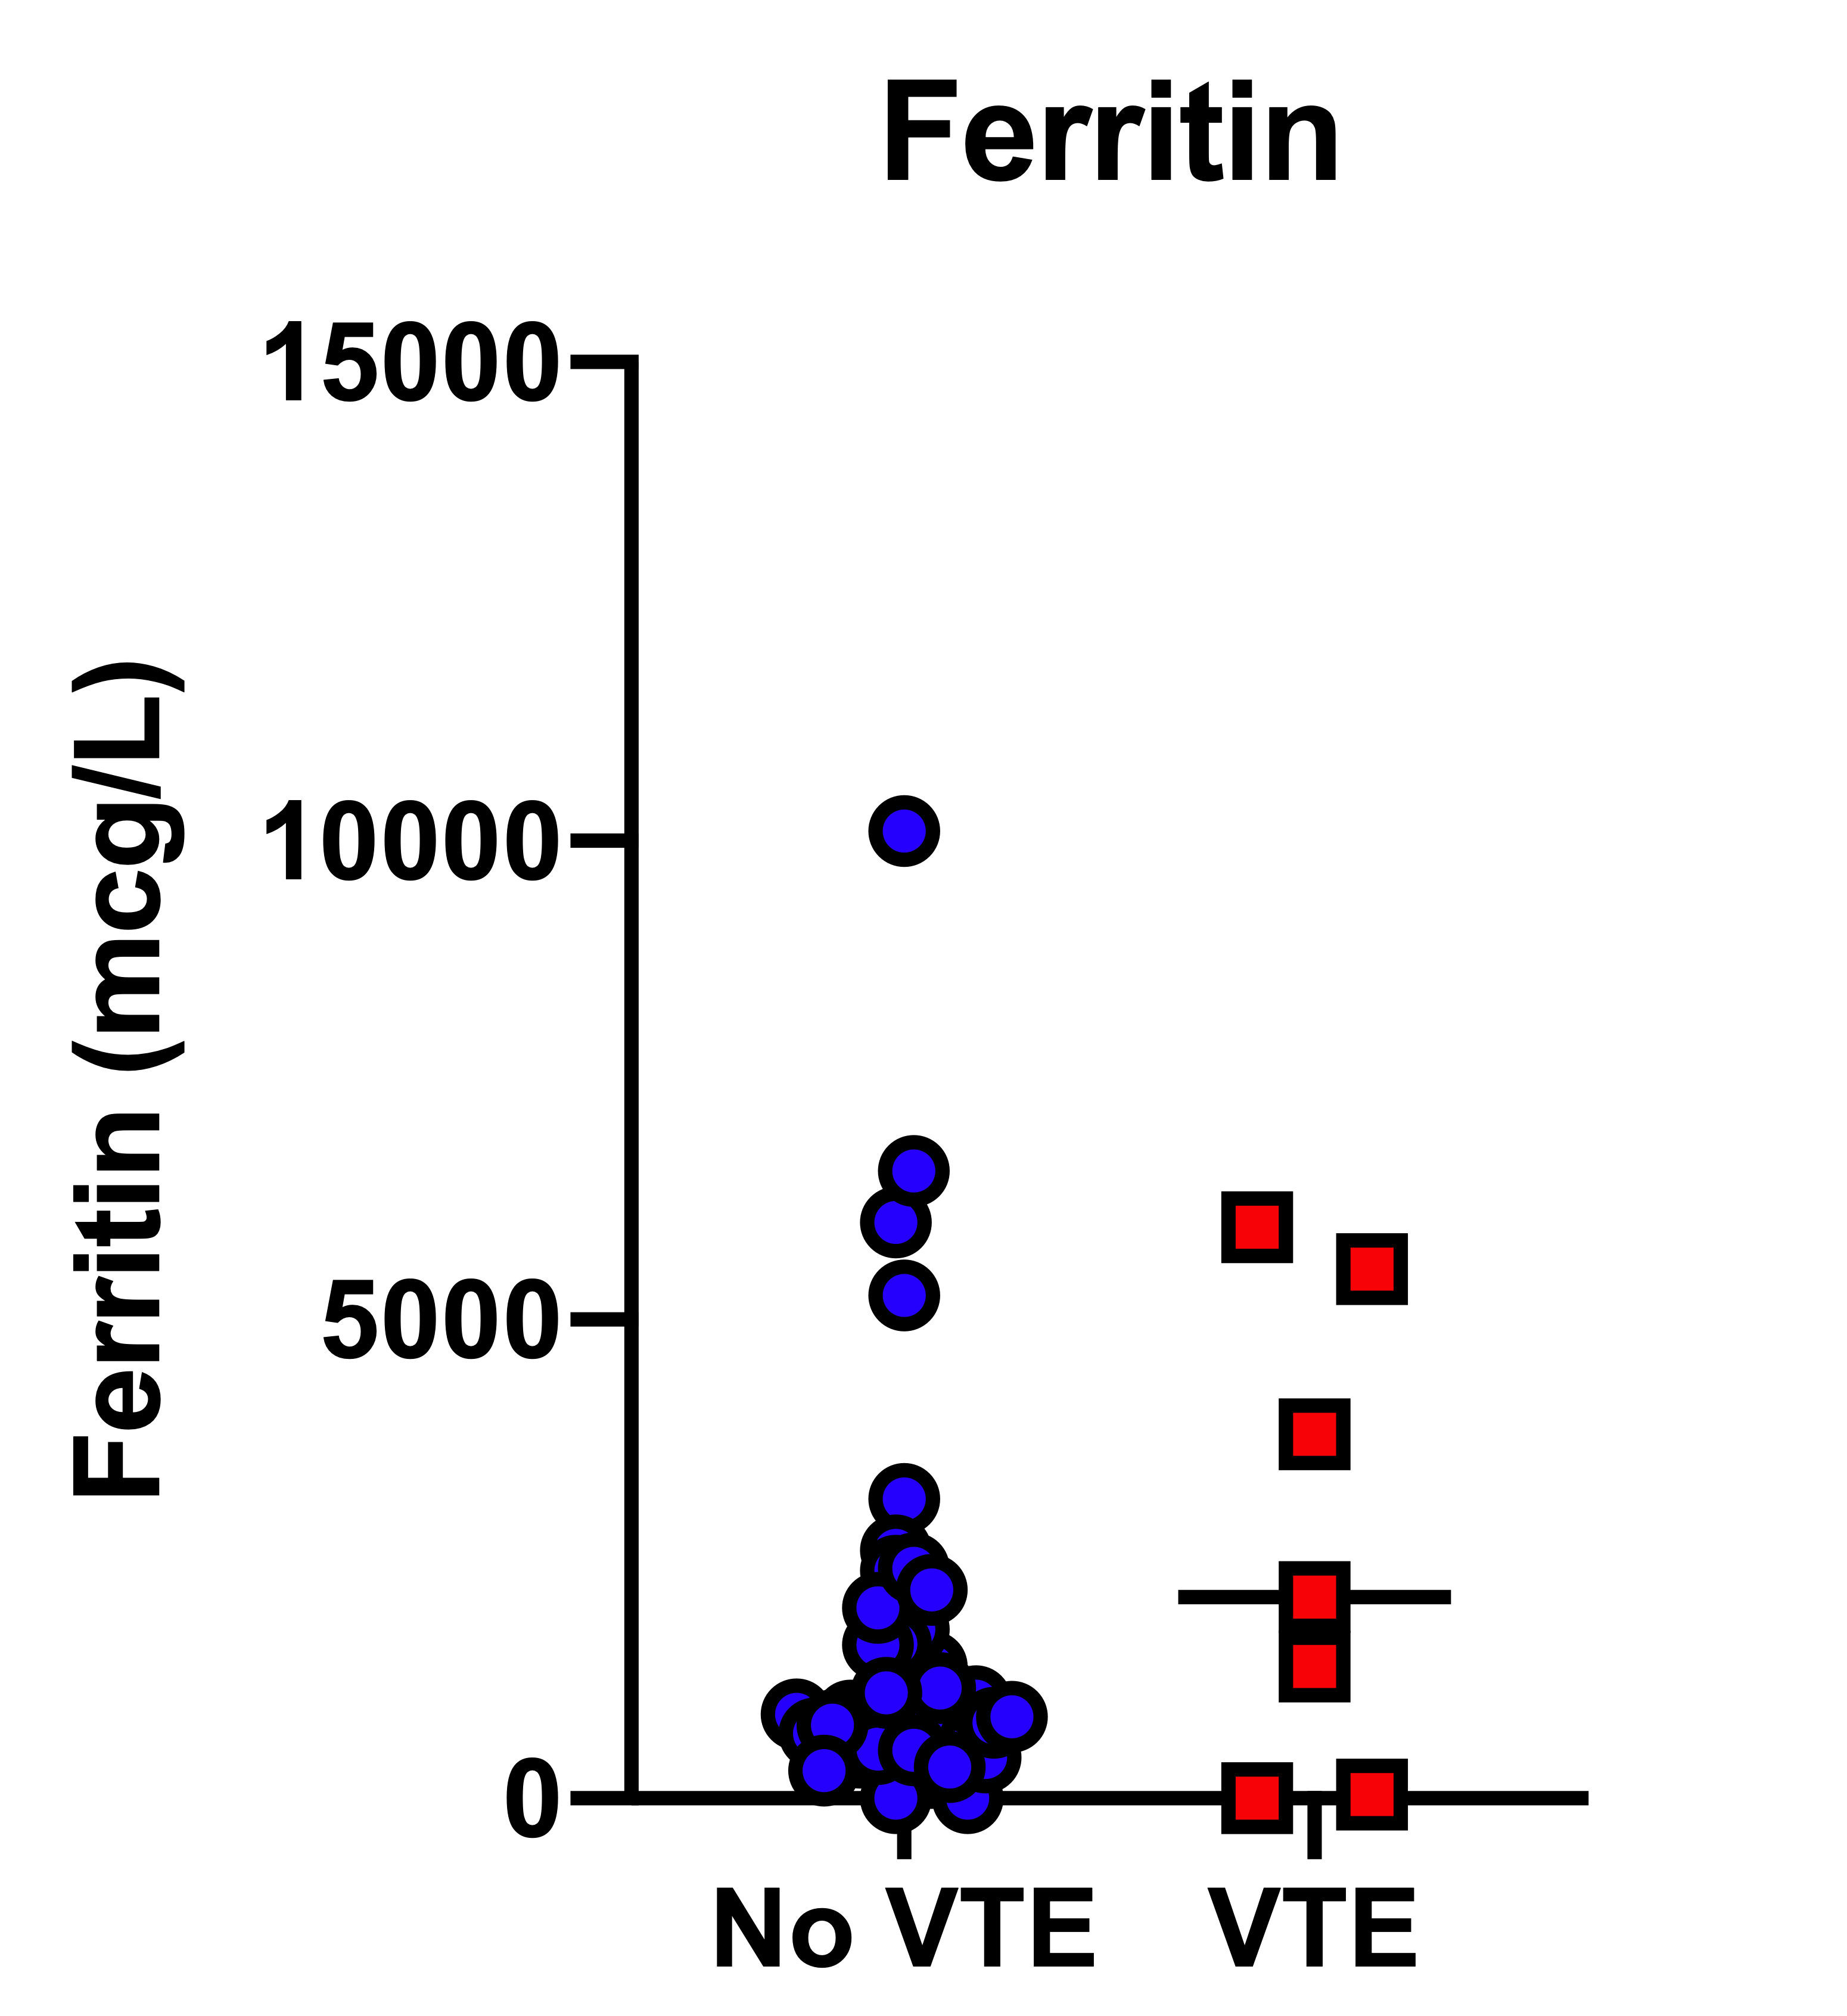 Ferritin
Ferritin (mcg/L)
15000
10000
5000
0
No VTE
VTE